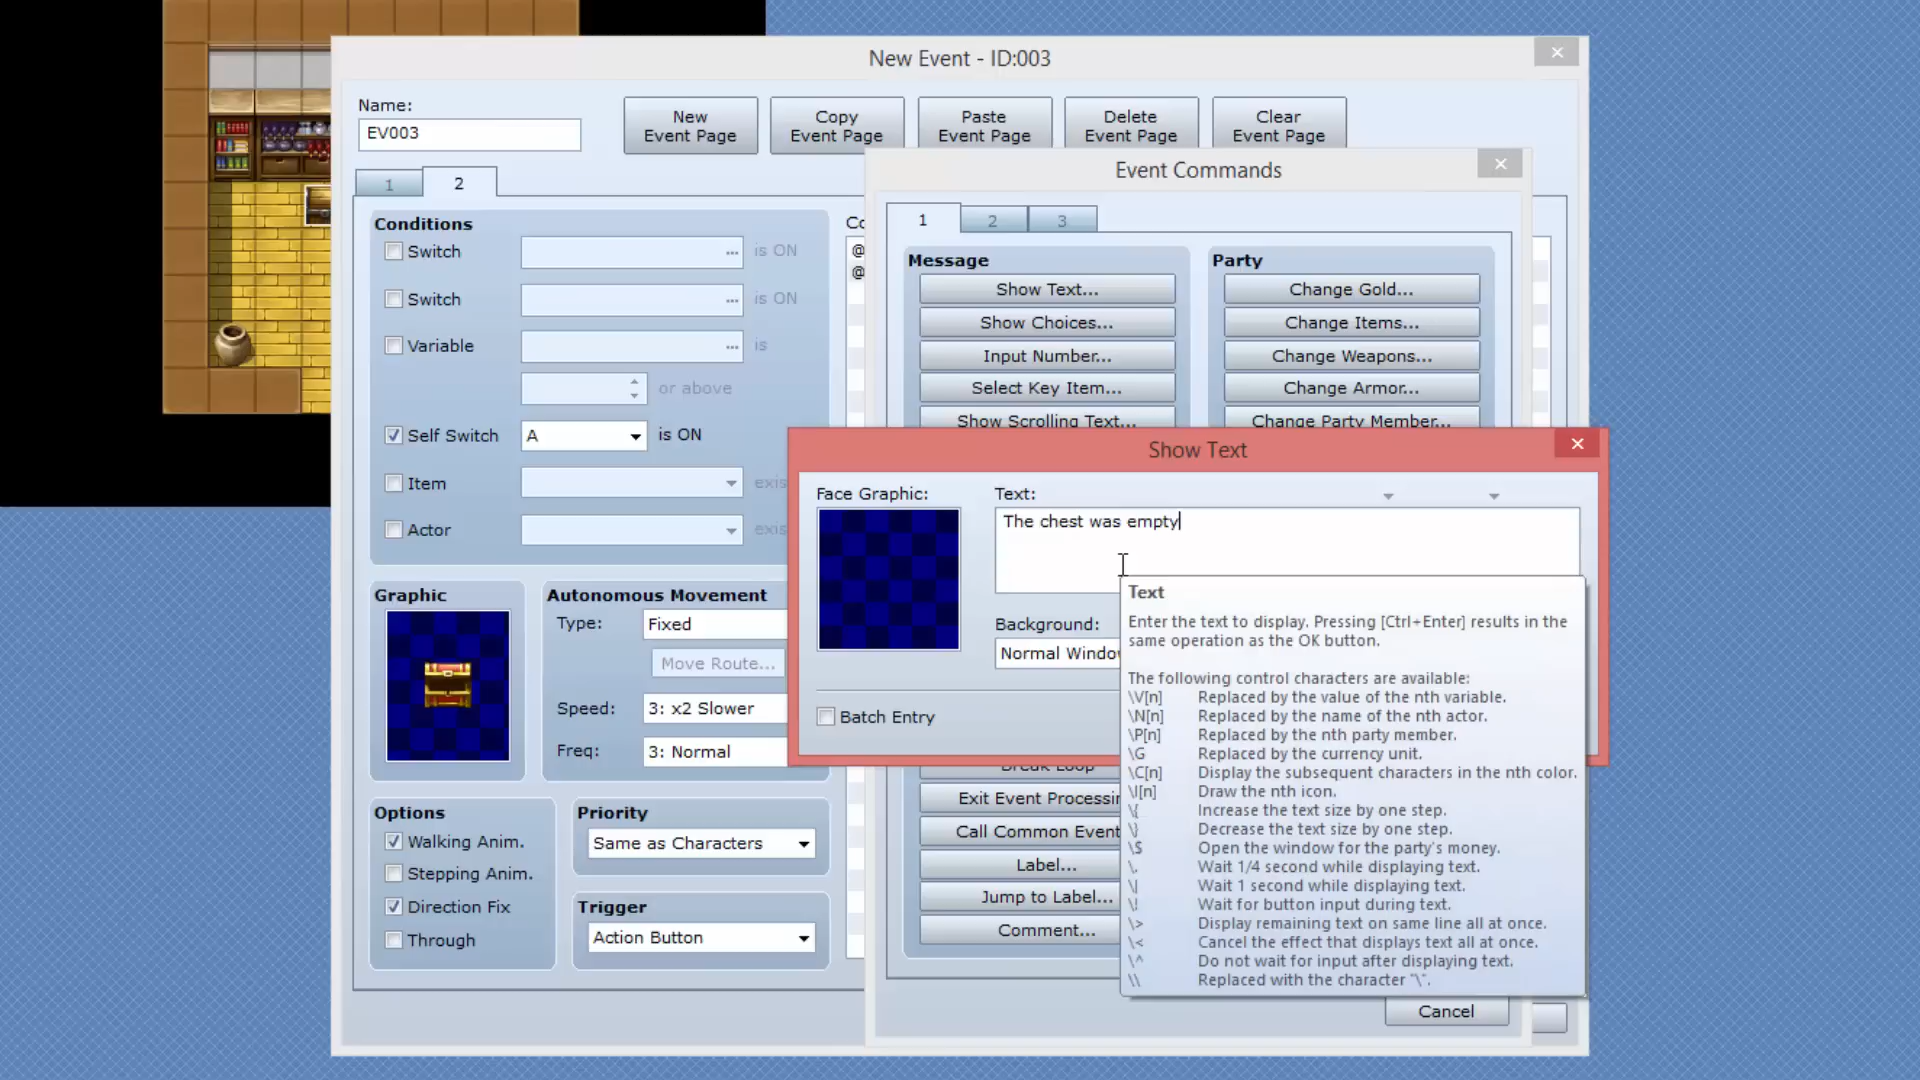 New Event - ID:003
Name:
EV003
New
Event Page
Copy
Event Page
Paste
Event Page
Delete
Event Page
Clear
Event Page
1
2
Conditions
Switch
... is ON
Switch
... is ON
Variable
... is
or above
Self Switch
A
is ON
Item
Actor
Graphic
Autonomous Movement
Type:
Fixed
Move Route...
Speed:
3: x2 Slower
Freq:
3: Normal
Options
Walking Anim.
Stepping Anim.
Direction Fix
Through
Priority
Same as Characters
Trigger
Action Button
@
@
Event Commands
1
2
3
Message
Show Text...
Show Choices...
Input Number...
Select Key Item...
Show Scrolling Text...
Party
Change Gold...
Change Items...
Change Weapons...
Change Armor...
Change Party Member...
Show Text
Face Graphic:
Text:
The chest was empty
Background:
Normal Window
Batch Entry
Break Loop
Exit Event Processin
Call Common Event
Label...
Jump to Label...
Comment...
Text
Enter the text to display. Pressing [Ctrl+Enter] results in the
same operation as the OK button.
The following control characters are available:
\V[n] Replaced by the value of the nth variable.
\N[n] Replaced by the name of the nth actor.
\P[n] Replaced by the nth party member.
\G Replaced by the currency unit.
\C[n] Display the subsequent characters in the nth color.
\I[n] Draw the nth icon.
\{ Increase the text size by one step.
\} Decrease the text size by one step.
\$ Open the window for the party's money.
\. Wait 1/4 second while displaying text.
\| Wait 1 second while displaying text.
\! Wait for button input during text.
\> Display remaining text on same line all at once.
\< Cancel the effect that displays text all at once.
\^ Do not wait for input after displaying text.
\\ Replaced with the character "\".
Cancel